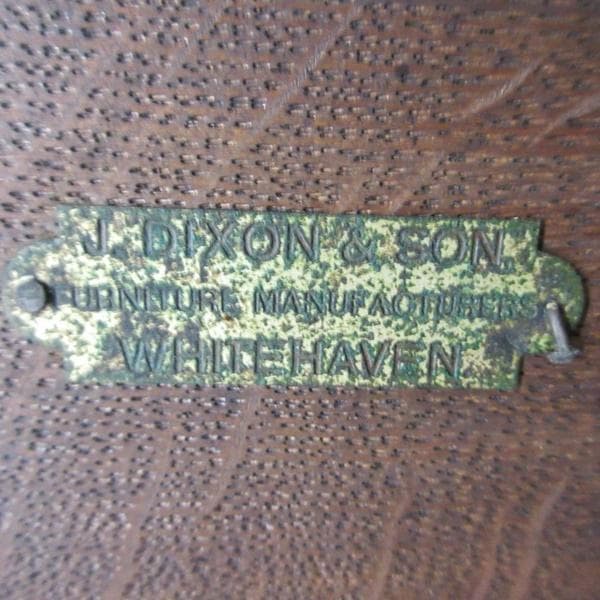 J. DIXON & SON.
FURNITURE MANUFACTURERS
WHITEHAVEN